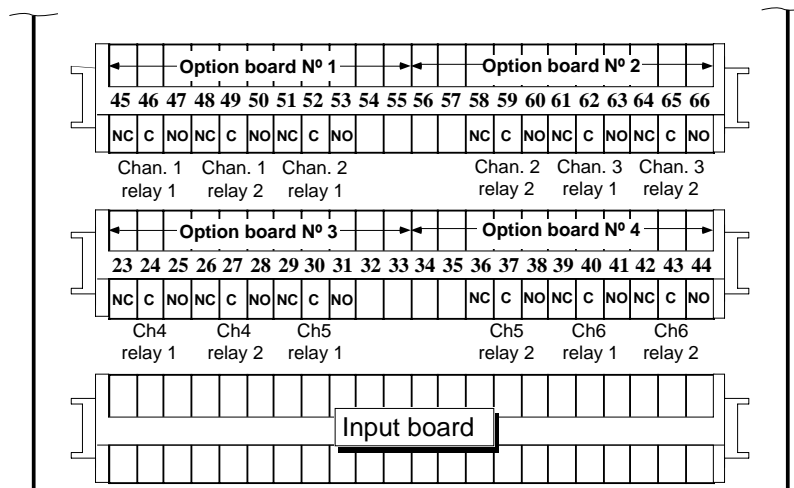 Option board Nº 1 Option board Nº 2
45 46 47 48 49 50 51 52 53 54 55 56 57 58 59 60 61 62 63 64 65 66
NC C NO NC C NO NC C NO NC C NO NC C NO NC C NO
Chan. 1 Chan. 1 Chan. 2 Chan. 2 Chan. 3 Chan. 3
relay 1 relay 2 relay 1 relay 2 relay 1 relay 2
Option board Nº 3 Option board Nº 4
23 24 25 26 27 28 29 30 31 32 33 34 35 36 37 38 39 40 41 42 43 44
NC C NO NC C NO NC C NO NC C NO NC C NO NC C NO
Ch4 Ch4 Ch5 Ch5 Ch6 Ch6
relay 1 relay 2 relay 1 relay 2 relay 1 relay 2
Input board